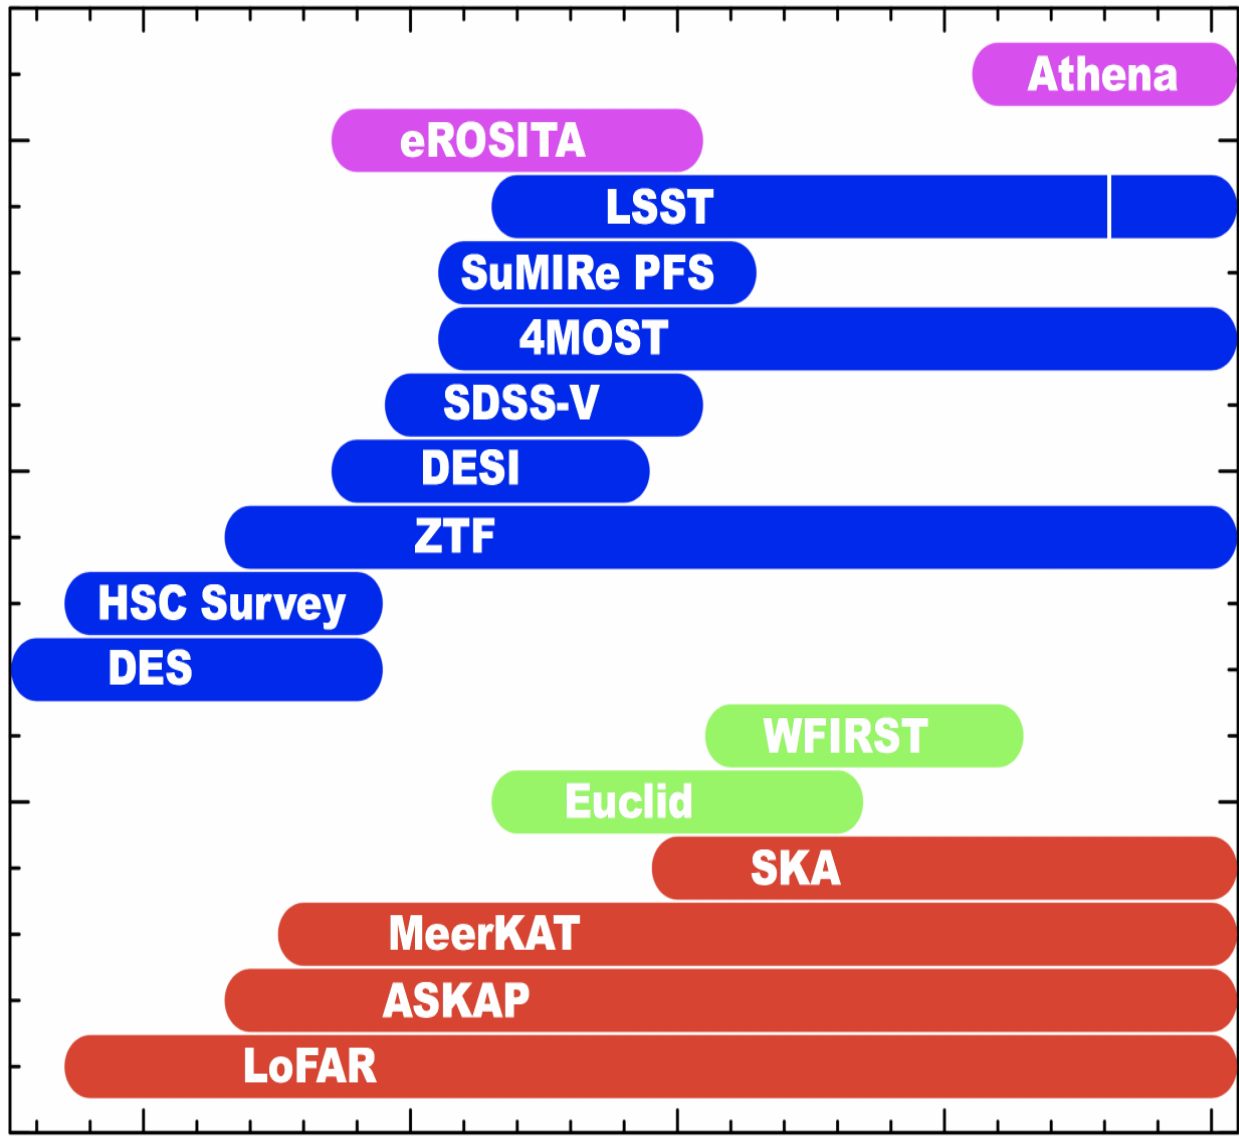 Athena
eROSITA
LSST
SuMIRe PFS
4MOST
SDSS-V
DESI
ZTF
HSC Survey
DES
WFIRST
Euclid
SKA
MeerKAT
ASKAP
LoFAR